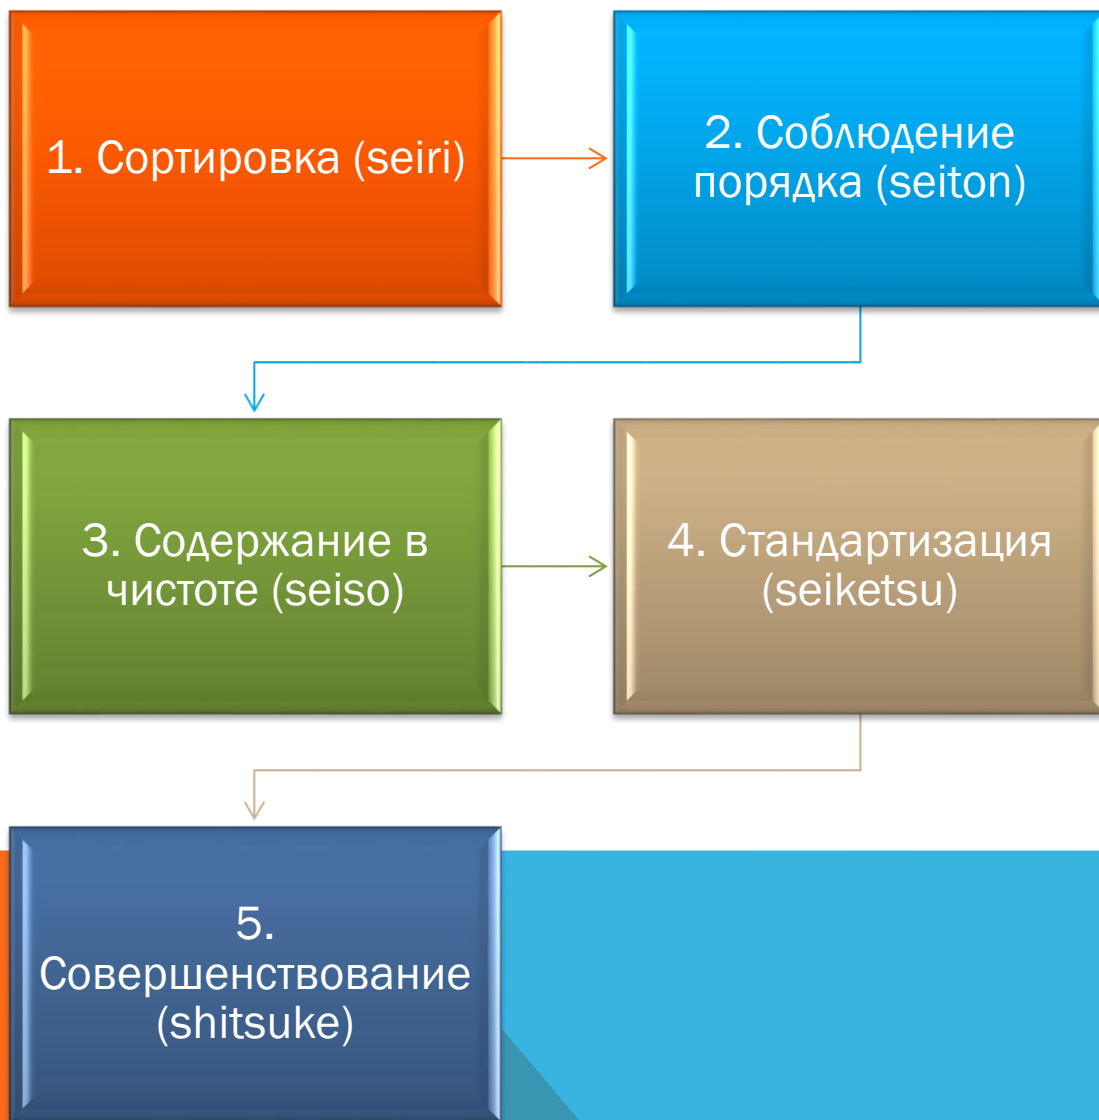 1. Сортировка (seiri)
2. Соблюдение
порядка (seiton)
3. Содержание в
чистоте (seiso)
4. Стандартизация
(seiketsu)
5.
Совершенствование
(shitsuke)